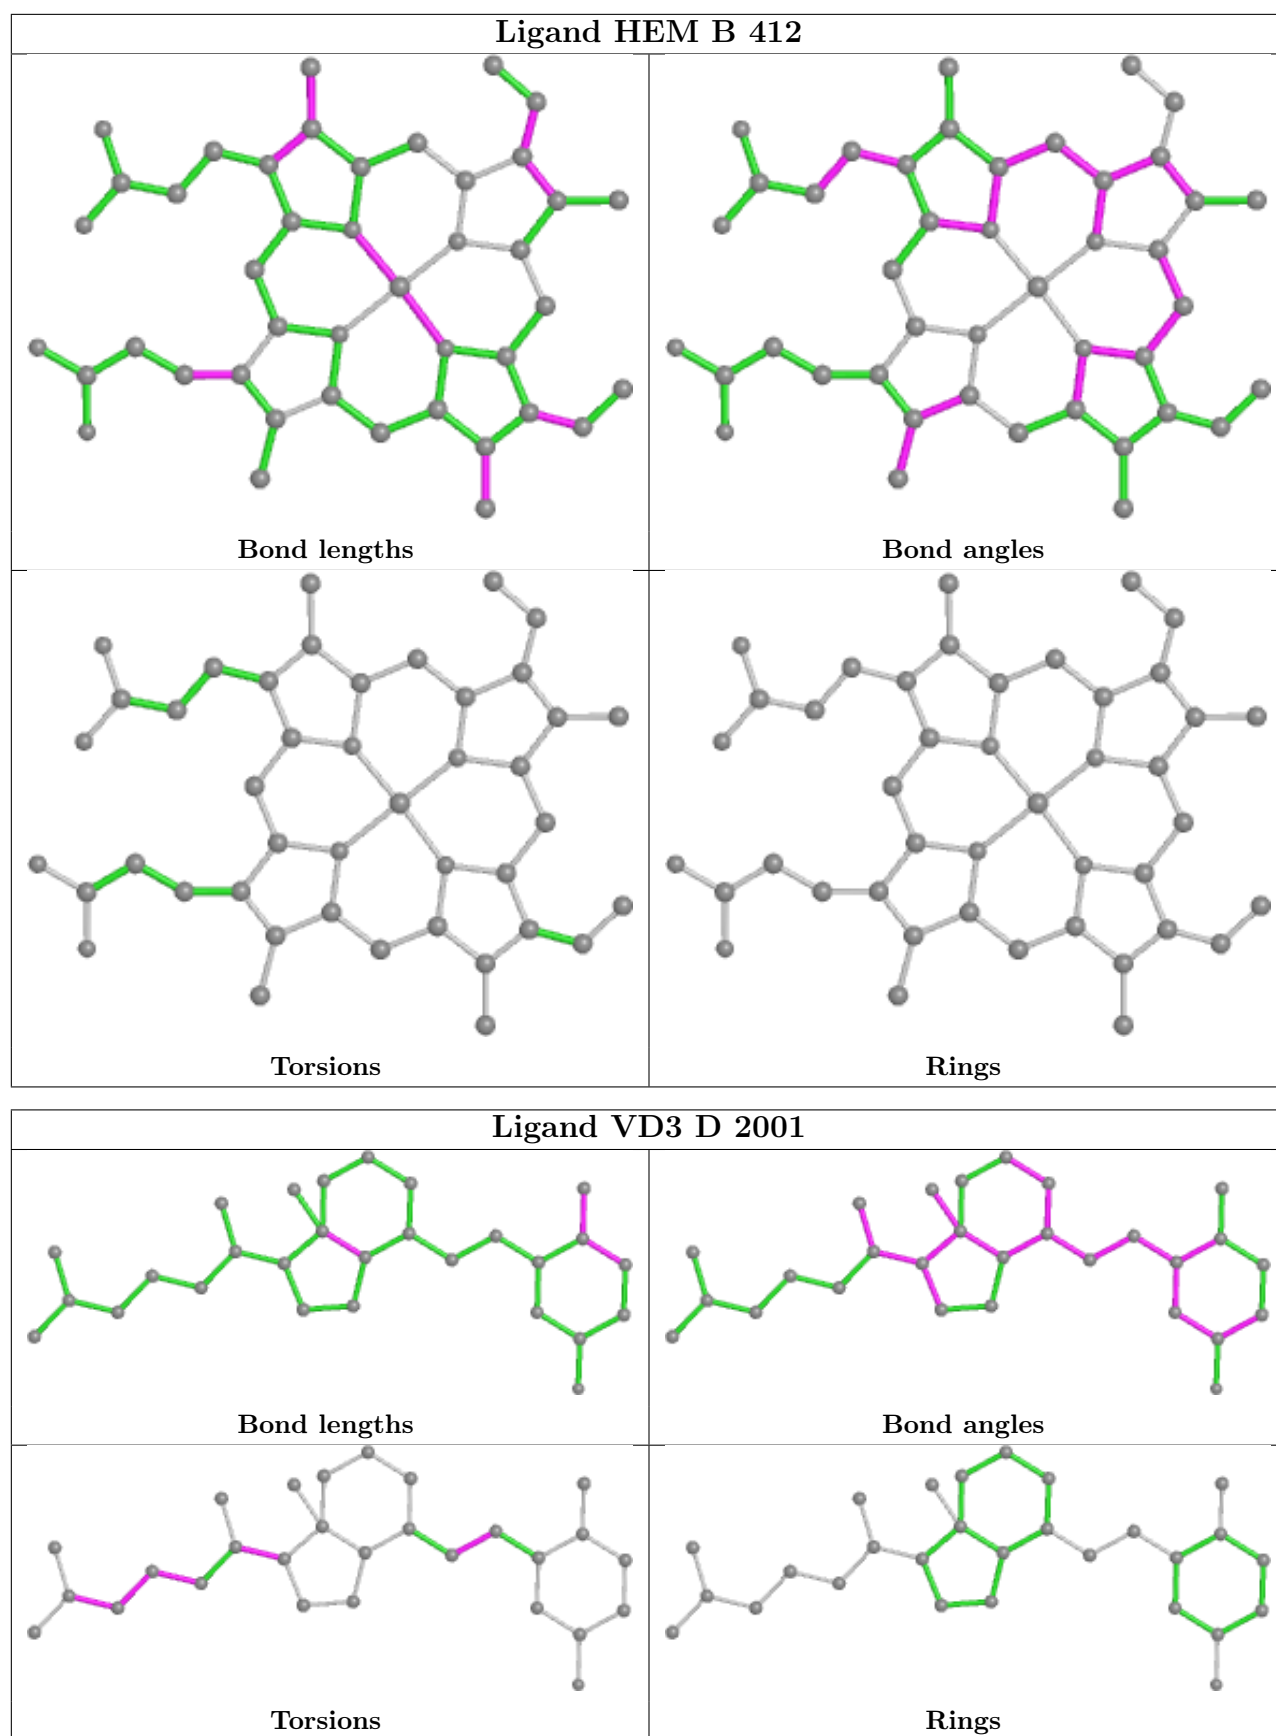 Ligand HEM B 412
Bond lengths
Bond angles
Torsions
Rings
Ligand VD3 D 2001
Bond lengths
Bond angles
Torsions
Rings